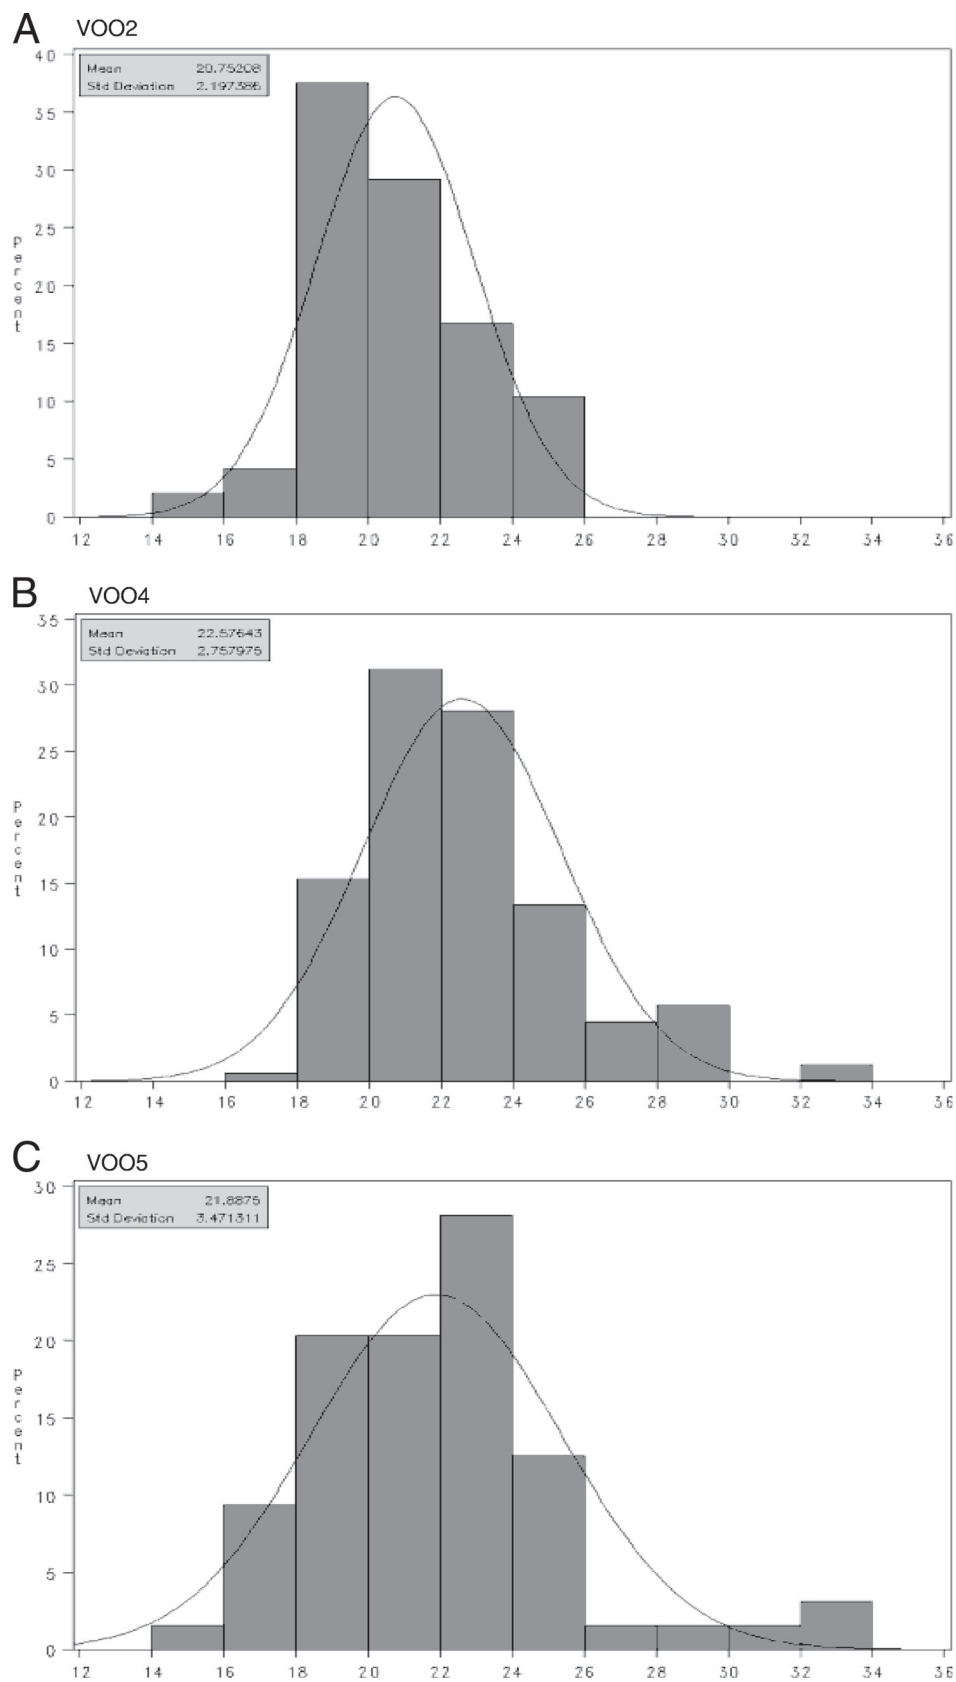 A VOO2
Mean 20.75208
Std Deviation 2.197386
40
35
30
25
20
15
10
5
0
Percent
12 14 16 18 20 22 24 26 28 30 32 34 36
B VOO4
Mean 22.57643
Std Deviation 2.757975
35
30
25
20
15
10
5
0
Percent
12 14 16 18 20 22 24 26 28 30 32 34 36
C VOO5
Mean 21.8875
Std Deviation 3.471311
30
25
20
15
10
5
0
Percent
12 14 16 18 20 22 24 26 28 30 32 34 36